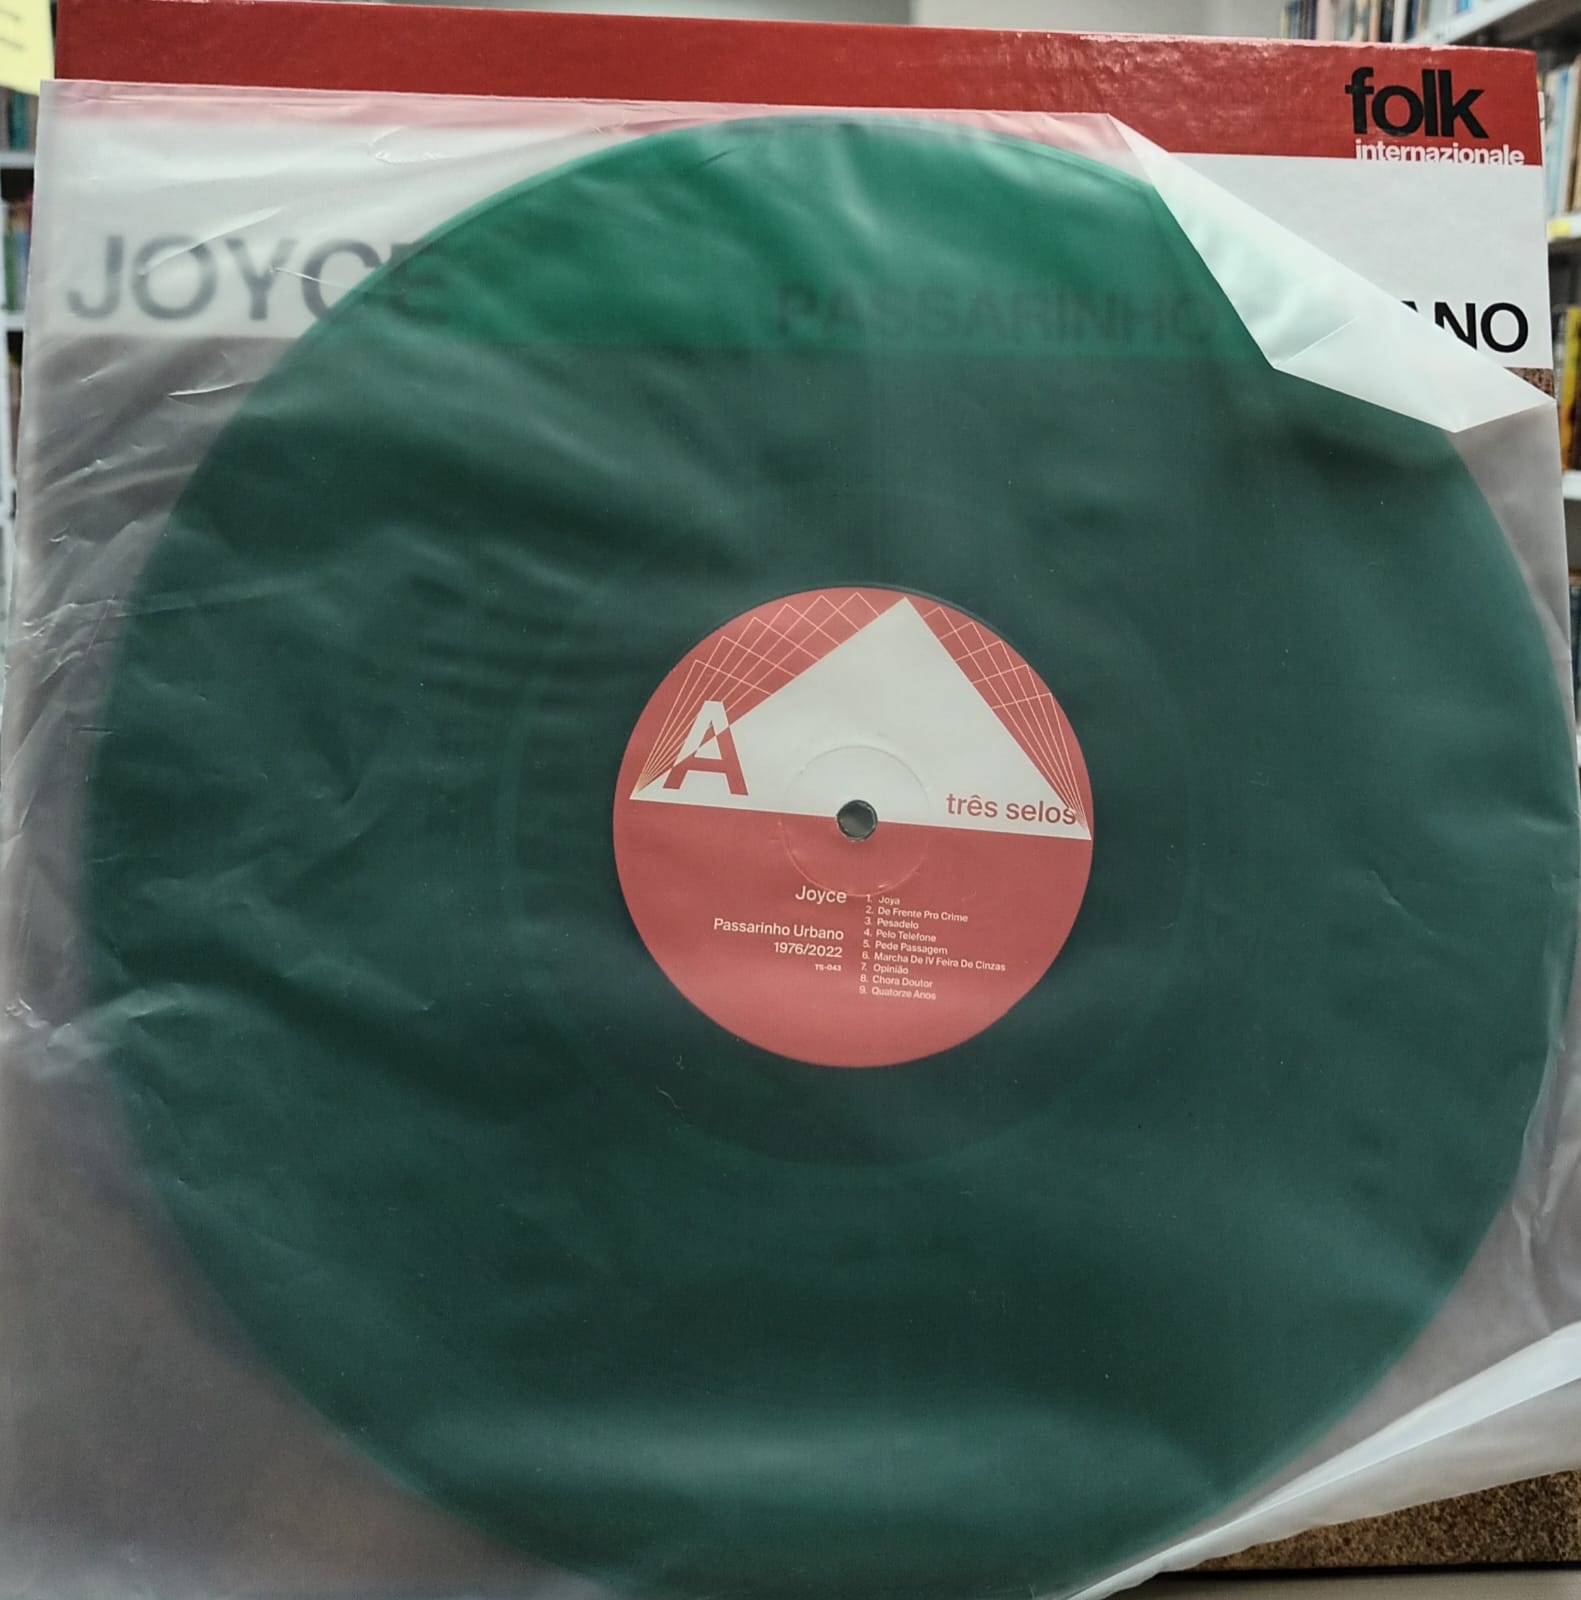 folk
internazionale
JOYCE
PASSARINHO
ANO
A
três selos
Joyce
Passarinho Urbano
1976/2022
TS-043
1. Joya
2. De Frente Pro Crime
3. Pesadelo
4. Pelo Telefone
5. Pede Passagem
6. Marcha De IV Feira De Cinzas
7. Opinião
8. Chora Doutor
9. Quatorze Anos